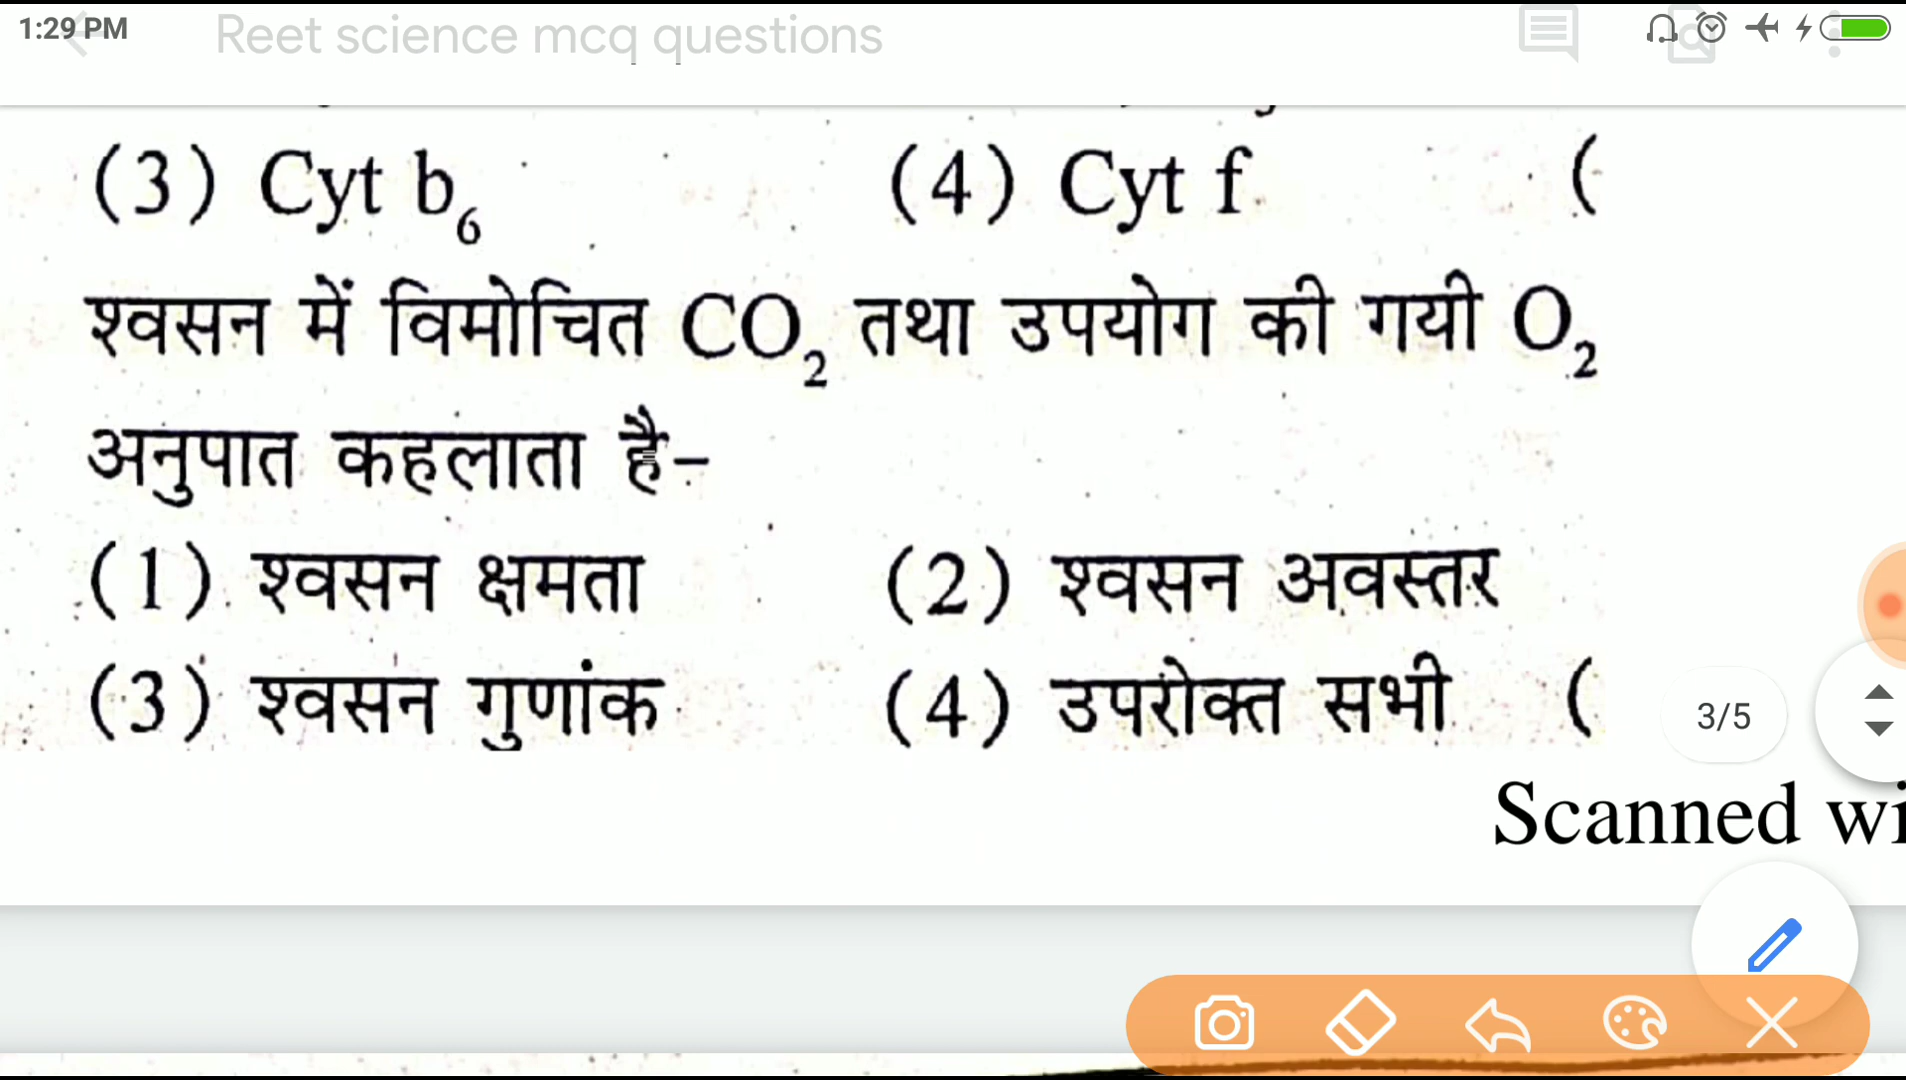 1:29 PM
Reet science mcq questions
(3) Cyt b₆ (4) Cyt f (
श्वसन में विमोचित CO₂ तथा उपयोग की गयी O₂
अनुपात कहलाता है-
(1) श्वसन क्षमता (2) श्वसन अवस्तर
(3) श्वसन गुणांक (4) उपरोक्त सभी (
3/5
Scanned wi